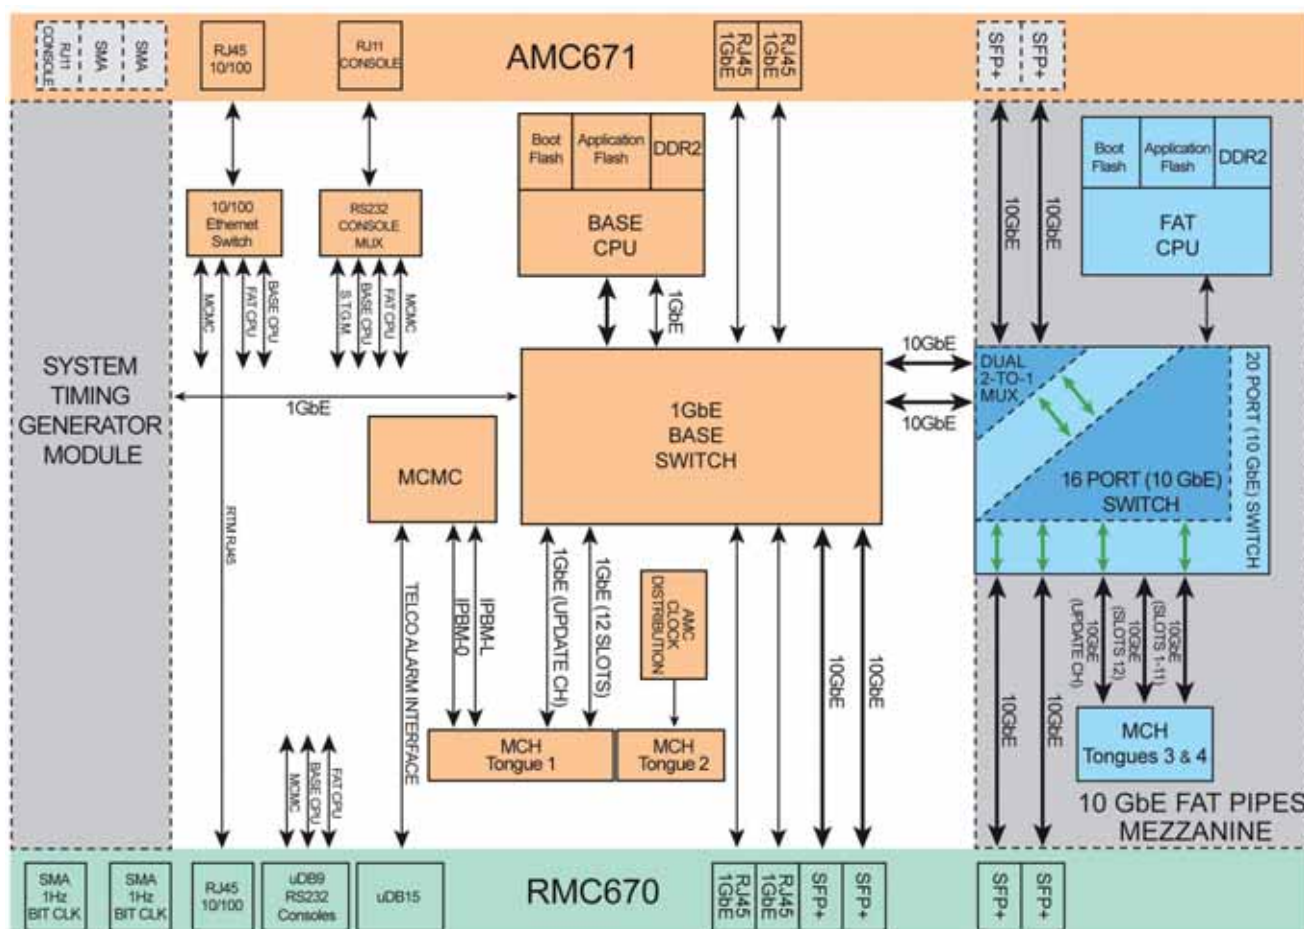 RJ11
CONSOLE
SMA
SMA
RJ45
10/100
RJ11
CONSOLE
AMC671
RJ45
1GbE
RJ45
1GbE
SFP+
SFP+
Boot
Flash
Application
Flash
DDR2
BASE
CPU
10GbE
10GbE
Boot
Flash
Application
Flash
DDR2
FAT
CPU
10/100
Ethernet
Switch
RS232
CONSOLE
MUX
MCMC
FAT CPU
BASE CPU
S.T.G.M.
BASE CPU
FAT CPU
MCMC
1GbE
SYSTEM
TIMING
GENERATOR
MODULE
1GbE
1GbE
BASE
SWITCH
10GbE
10GbE
DUAL
2-TO-1
MUX
16 PORT (10 GbE)
SWITCH
20 PORT (10 GbE) SWITCH
MCMC
RTM RJ45
TELCO ALARM INTERFACE
IPBM-0
IPBM-L
1GbE (UPDATE CH)
1GbE (12 SLOTS)
AMC
CLOCK
DISTRIBUTION
10GbE
10GbE
10GbE
10GbE
10GbE
(UPDATE CH)
10GbE
(SLOTS 12)
10GbE
(SLOTS 1-11)
MCH
Tongue 1
MCH
Tongue 2
MCH
Tongues 3 & 4
MCMC
BASE CPU
FAT CPU
10 GbE FAT PIPES
MEZZANINE
SMA
1Hz
BIT CLK
SMA
1Hz
BIT CLK
RJ45
10/100
uDB9
RS232
Consoles
uDB15
RMC670
RJ45
1GbE
RJ45
1GbE
SFP+
SFP+
SFP+
SFP+